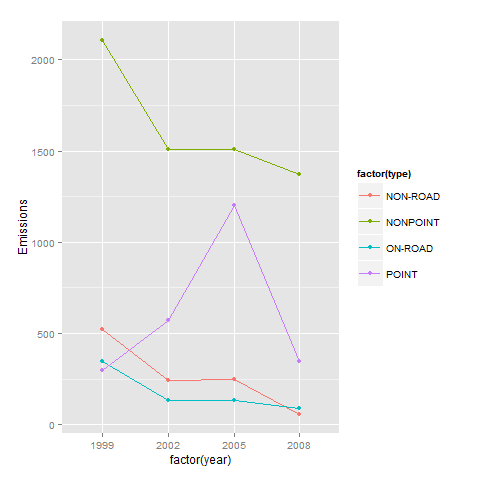 2000
1500
1000
500
0
Emissions
1999 2002 2005 2008
factor(year)
factor(type)
NON-ROAD
NONPOINT
ON-ROAD
POINT